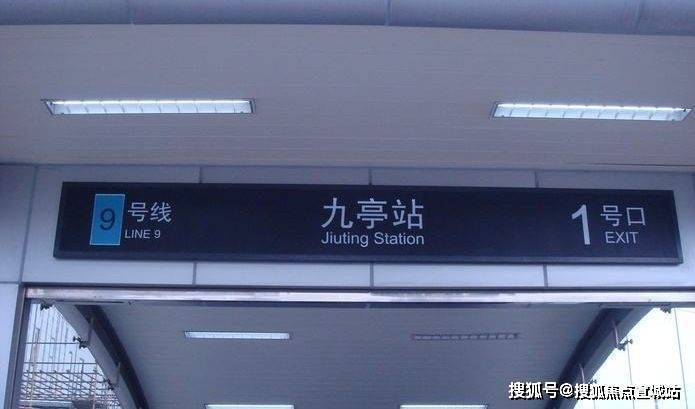 9 号线
LINE 9
九亭站
Jiuting Station
1 号口
EXIT
搜狐号@搜狐焦点宣城站